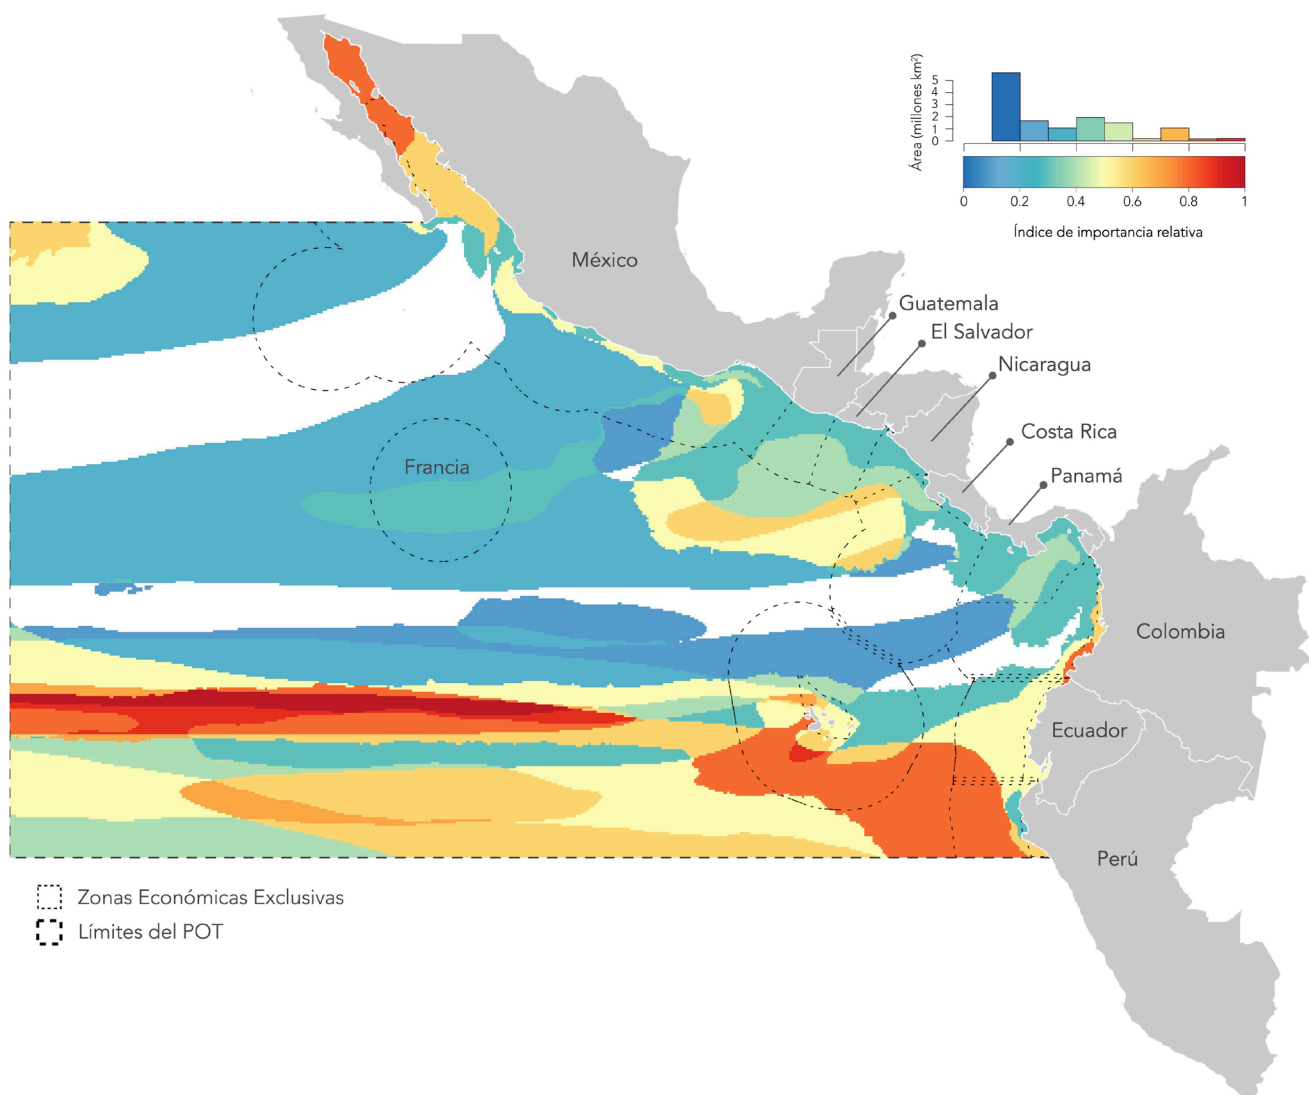 Área (millones km²)
5
4
3
2
1
0
0 0.2 0.4 0.6 0.8 1
Índice de importancia relativa
México
Guatemala
El Salvador
Nicaragua
Costa Rica
Panamá
Francia
Colombia
Ecuador
Perú
Zonas Económicas Exclusivas
Límites del POT